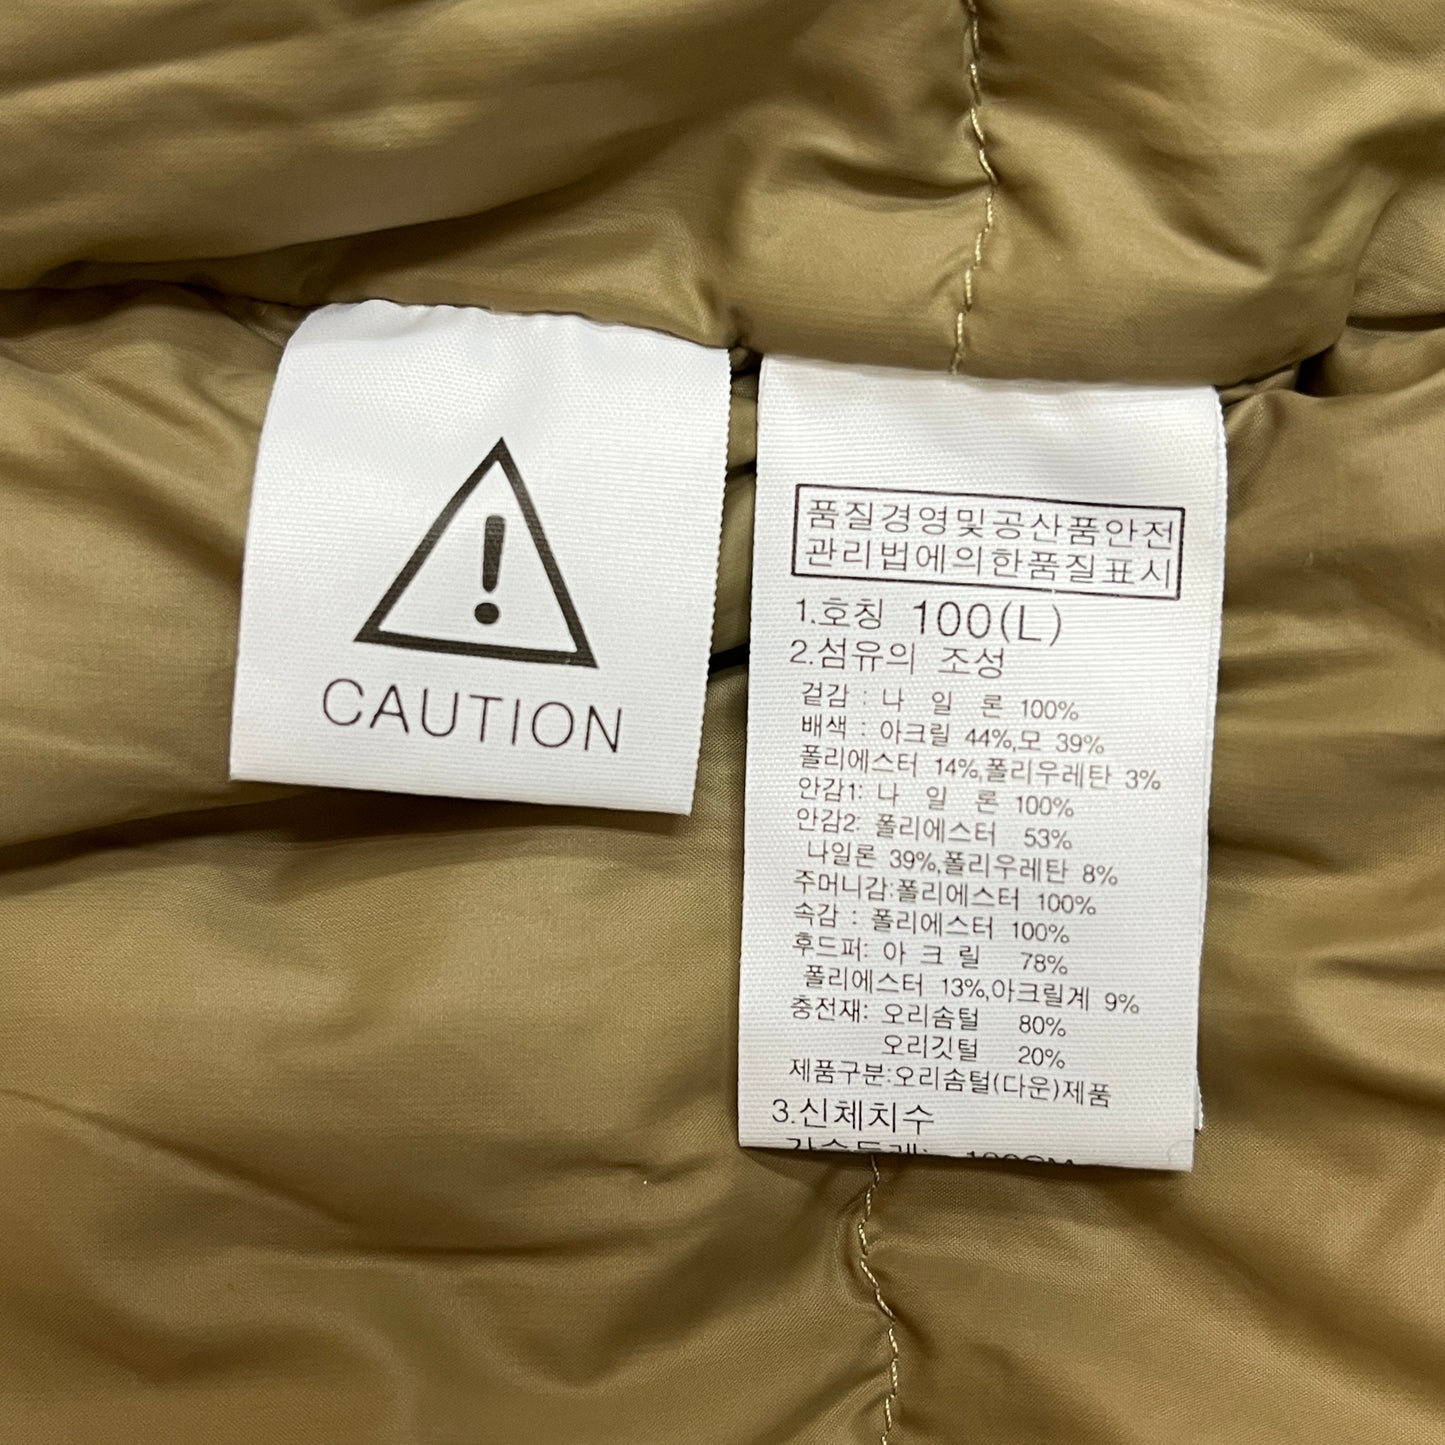 CAUTION
품질경영및공산품안전
관리법에의한품질표시
1.호칭 100(L)
2.섬유의 조성
겉감 : 나 일 론 100%
배색 : 아크릴 44%,모 39%
폴리에스터 14%,폴리우레탄 3%
안감1: 나 일 론 100%
안감2: 폴리에스터 53%
나일론 39%,폴리우레탄 8%
주머니감:폴리에스터 100%
속감 : 폴리에스터 100%
후드퍼: 아 크 릴 78%
폴리에스터 13%,아크릴계 9%
충전재: 오리솜털 80%
오리깃털 20%
제품구분:오리솜털(다운)제품
3.신체치수